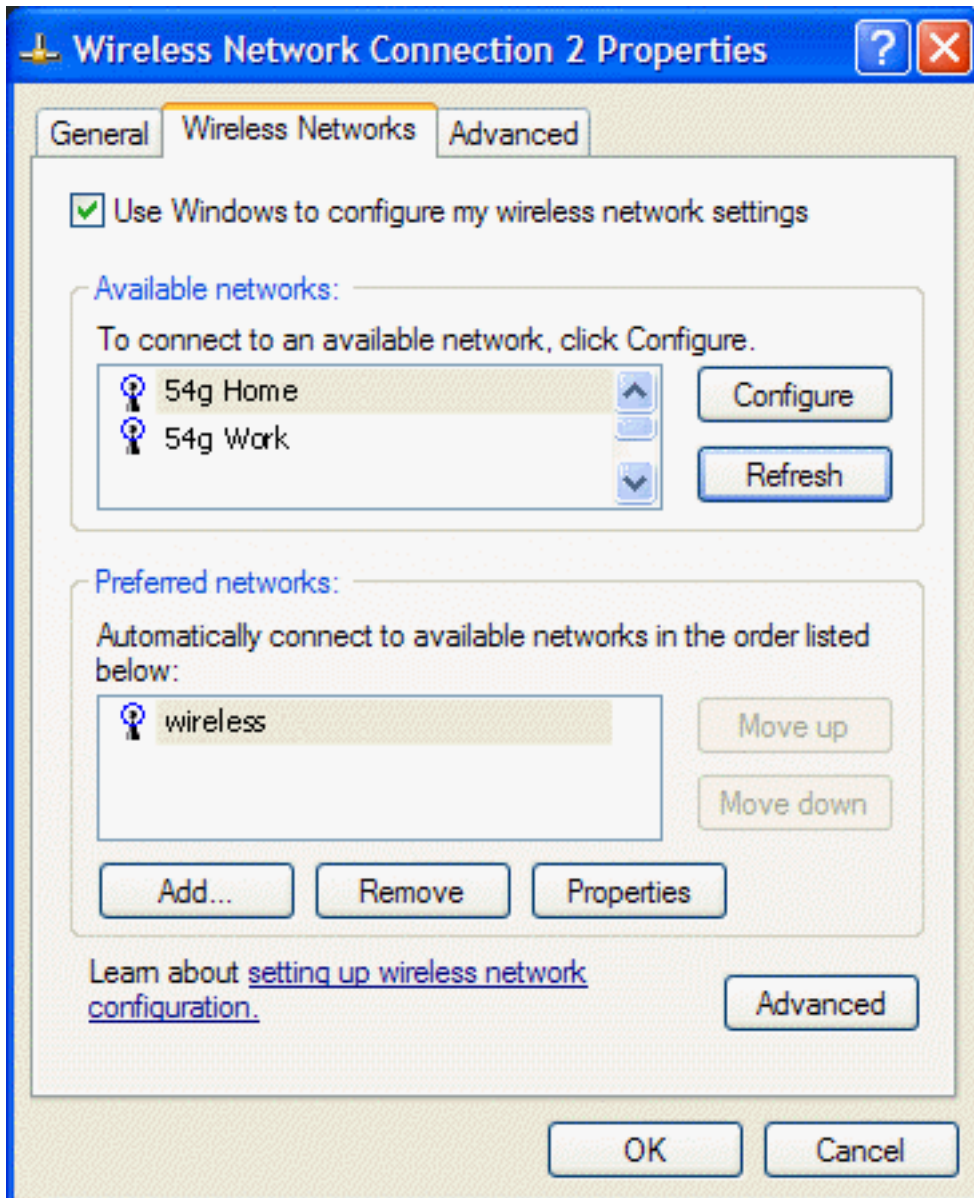 Wireless Network Connection 2 Properties
General
Wireless Networks
Advanced
Use Windows to configure my wireless network settings
Available networks:
To connect to an available network, click Configure.
54g Home
54g Work
Configure
Refresh
Preferred networks:
Automatically connect to available networks in the order listed
below:
wireless
Move up
Move down
Add...
Remove
Properties
Learn about setting up wireless network
configuration.
Advanced
OK
Cancel